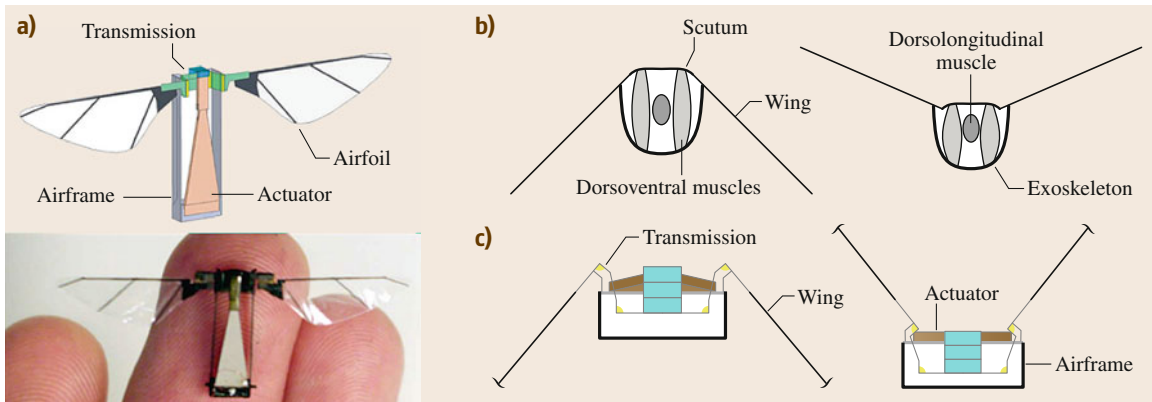 a)
Transmission
Airfoil
Airframe
Actuator
b)
Scutum
Wing
Dorsoventral muscles
Dorsolongitudinal
muscle
Exoskeleton
c)
Transmission
Wing
Actuator
Airframe